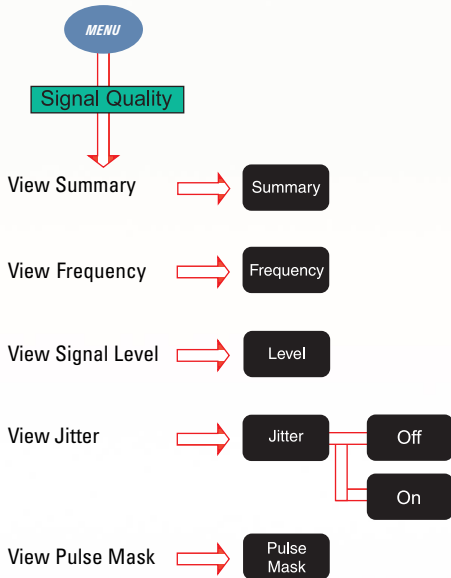 MENU
Signal Quality
View Summary
Summary
View Frequency
Frequency
View Signal Level
Level
View Jitter
Jitter
Off
On
View Pulse Mask
Pulse
Mask